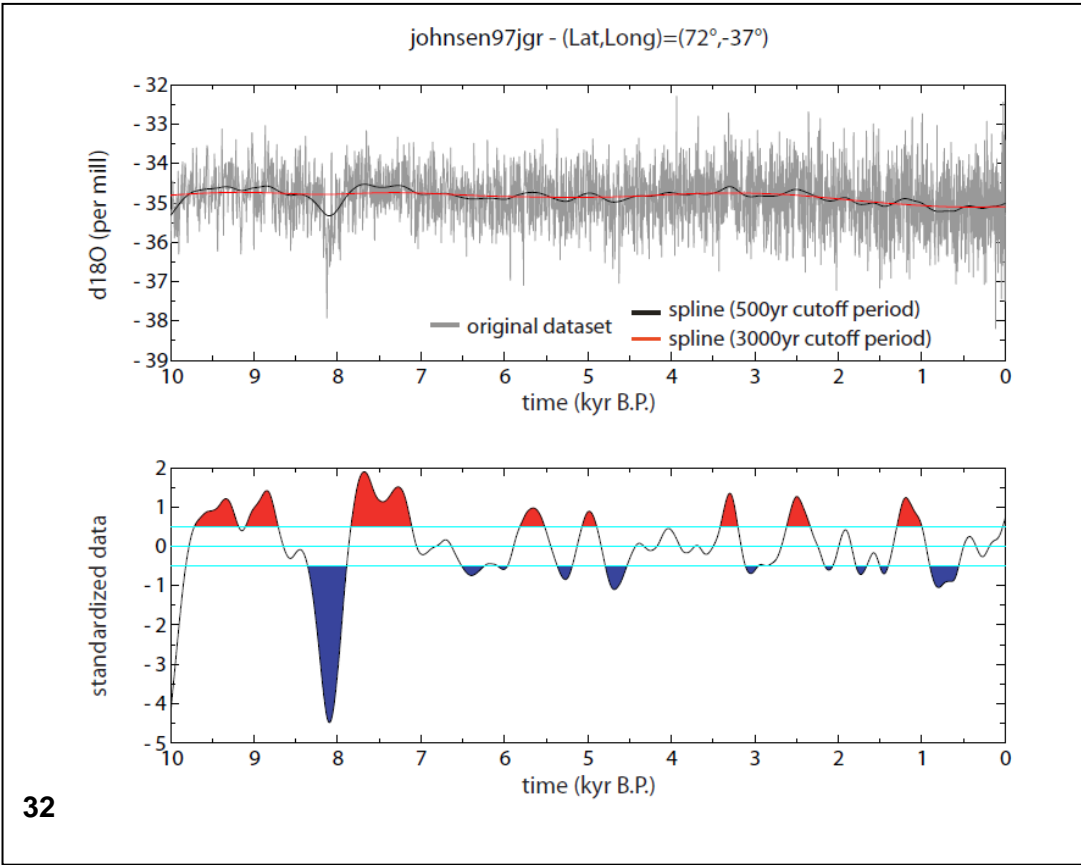 johnsen97jgr - (Lat,Long)=(72°,-37°)
- 32
- 33
- 34
- 35
- 36
- 37
- 38
- 39
d18O (per mill)
original dataset
spline (500yr cutoff period)
spline (3000yr cutoff period)
10 9 8 7 6 5 4 3 2 1 0
time (kyr B.P.)
2
1
0
- 1
- 2
- 3
- 4
- 5
standardized data
10 9 8 7 6 5 4 3 2 1 0
time (kyr B.P.)
32